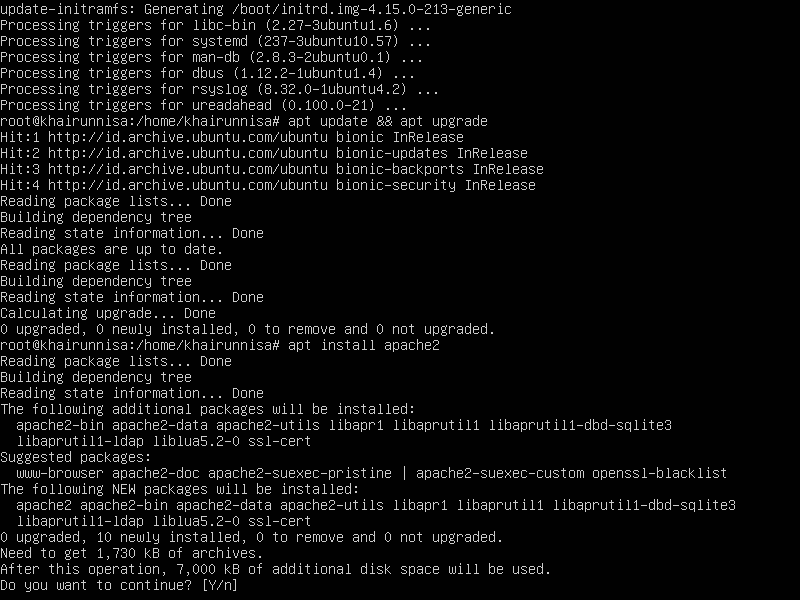 update-initramfs: Generating /boot/initrd.img-4.15.0-213-generic
Processing triggers for libc-bin (2.27-3ubuntu1.6) ...
Processing triggers for systemd (237-3ubuntu10.57) ...
Processing triggers for man-db (2.8.3-2ubuntu0.1) ...
Processing triggers for dbus (1.12.2-1ubuntu1.4) ...
Processing triggers for rsyslog (8.32.0-1ubuntu4.2) ...
Processing triggers for ureadahead (0.100.0-21) ...
root@khairunnisa:/home/khairunnisa# apt update && apt upgrade
Hit:1 http://id.archive.ubuntu.com/ubuntu bionic InRelease
Hit:2 http://id.archive.ubuntu.com/ubuntu bionic-updates InRelease
Hit:3 http://id.archive.ubuntu.com/ubuntu bionic-backports InRelease
Hit:4 http://id.archive.ubuntu.com/ubuntu bionic-security InRelease
Reading package lists... Done
Building dependency tree
Reading state information... Done
All packages are up to date.
Reading package lists... Done
Building dependency tree
Reading state information... Done
Calculating upgrade... Done
0 upgraded, 0 newly installed, 0 to remove and 0 not upgraded.
root@khairunnisa:/home/khairunnisa# apt install apache2
Reading package lists... Done
Building dependency tree
Reading state information... Done
The following additional packages will be installed:
  apache2-bin apache2-data apache2-utils libapr1 libaprutil1 libaprutil1-dbd-sqlite3
  libaprutil1-ldap liblua5.2-0 ssl-cert
Suggested packages:
  www-browser apache2-doc apache2-suexec-pristine | apache2-suexec-custom openssl-blacklist
The following NEW packages will be installed:
  apache2 apache2-bin apache2-data apache2-utils libapr1 libaprutil1 libaprutil1-dbd-sqlite3
  libaprutil1-ldap liblua5.2-0 ssl-cert
0 upgraded, 10 newly installed, 0 to remove and 0 not upgraded.
Need to get 1,730 kB of archives.
After this operation, 7,000 kB of additional disk space will be used.
Do you want to continue? [Y/n]